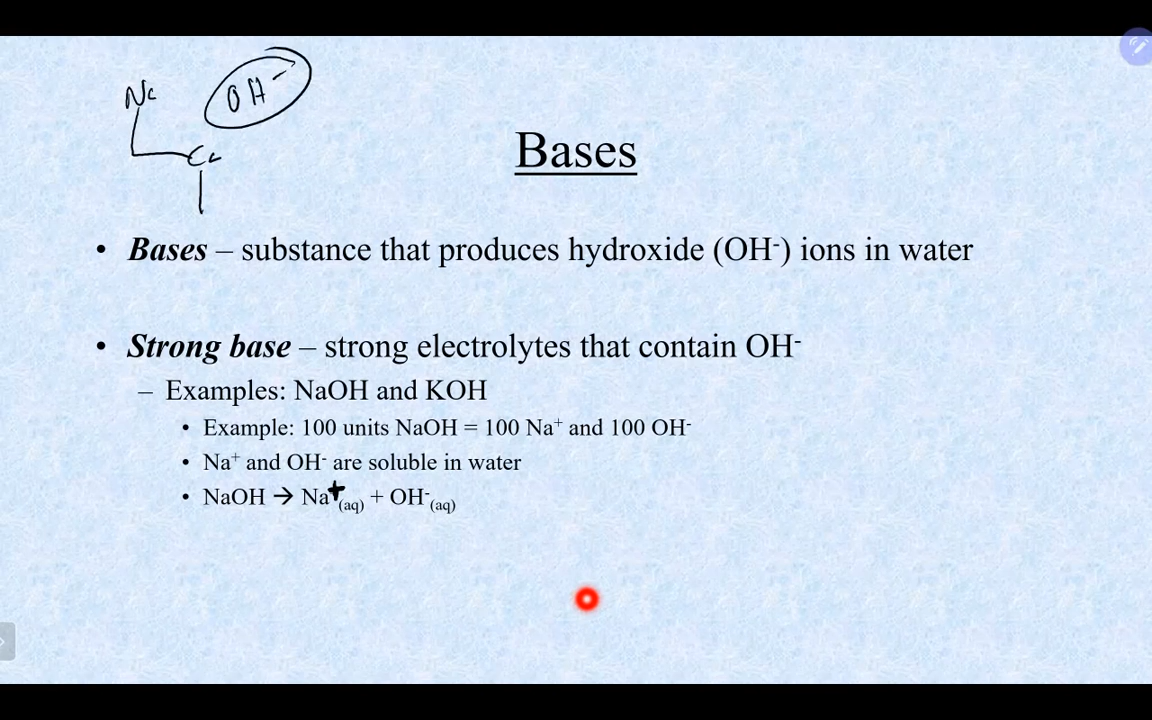 Na
OH⁻
Ca
Bases
• Bases – substance that produces hydroxide (OH⁻) ions in water
• Strong base – strong electrolytes that contain OH⁻
– Examples: NaOH and KOH
• Example: 100 units NaOH = 100 Na⁺ and 100 OH⁻
• Na⁺ and OH⁻ are soluble in water
• NaOH → Na⁺(aq) + OH⁻(aq)